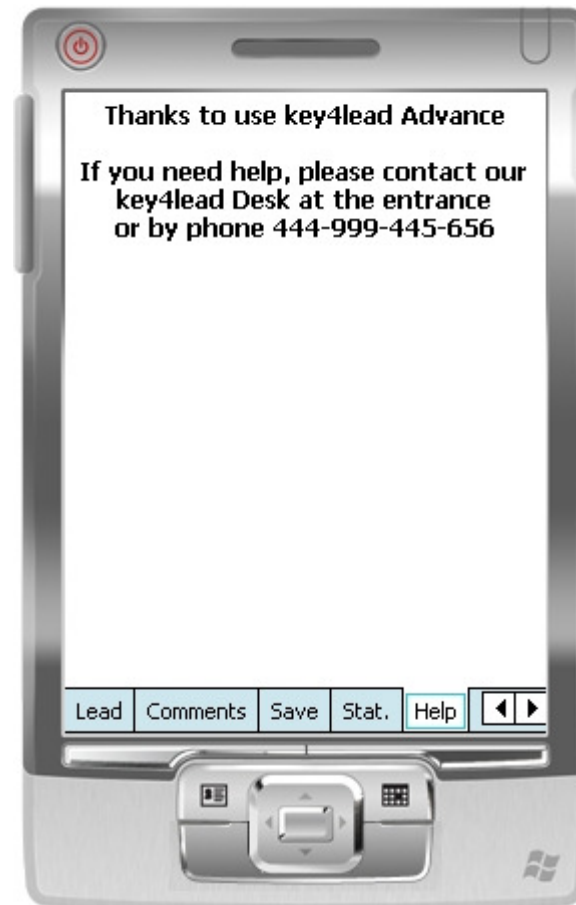 Thanks to use key4lead Advance
If you need help, please contact our
key4lead Desk at the entrance
or by phone 444-999-445-656
Lead Comments Save Stat. Help